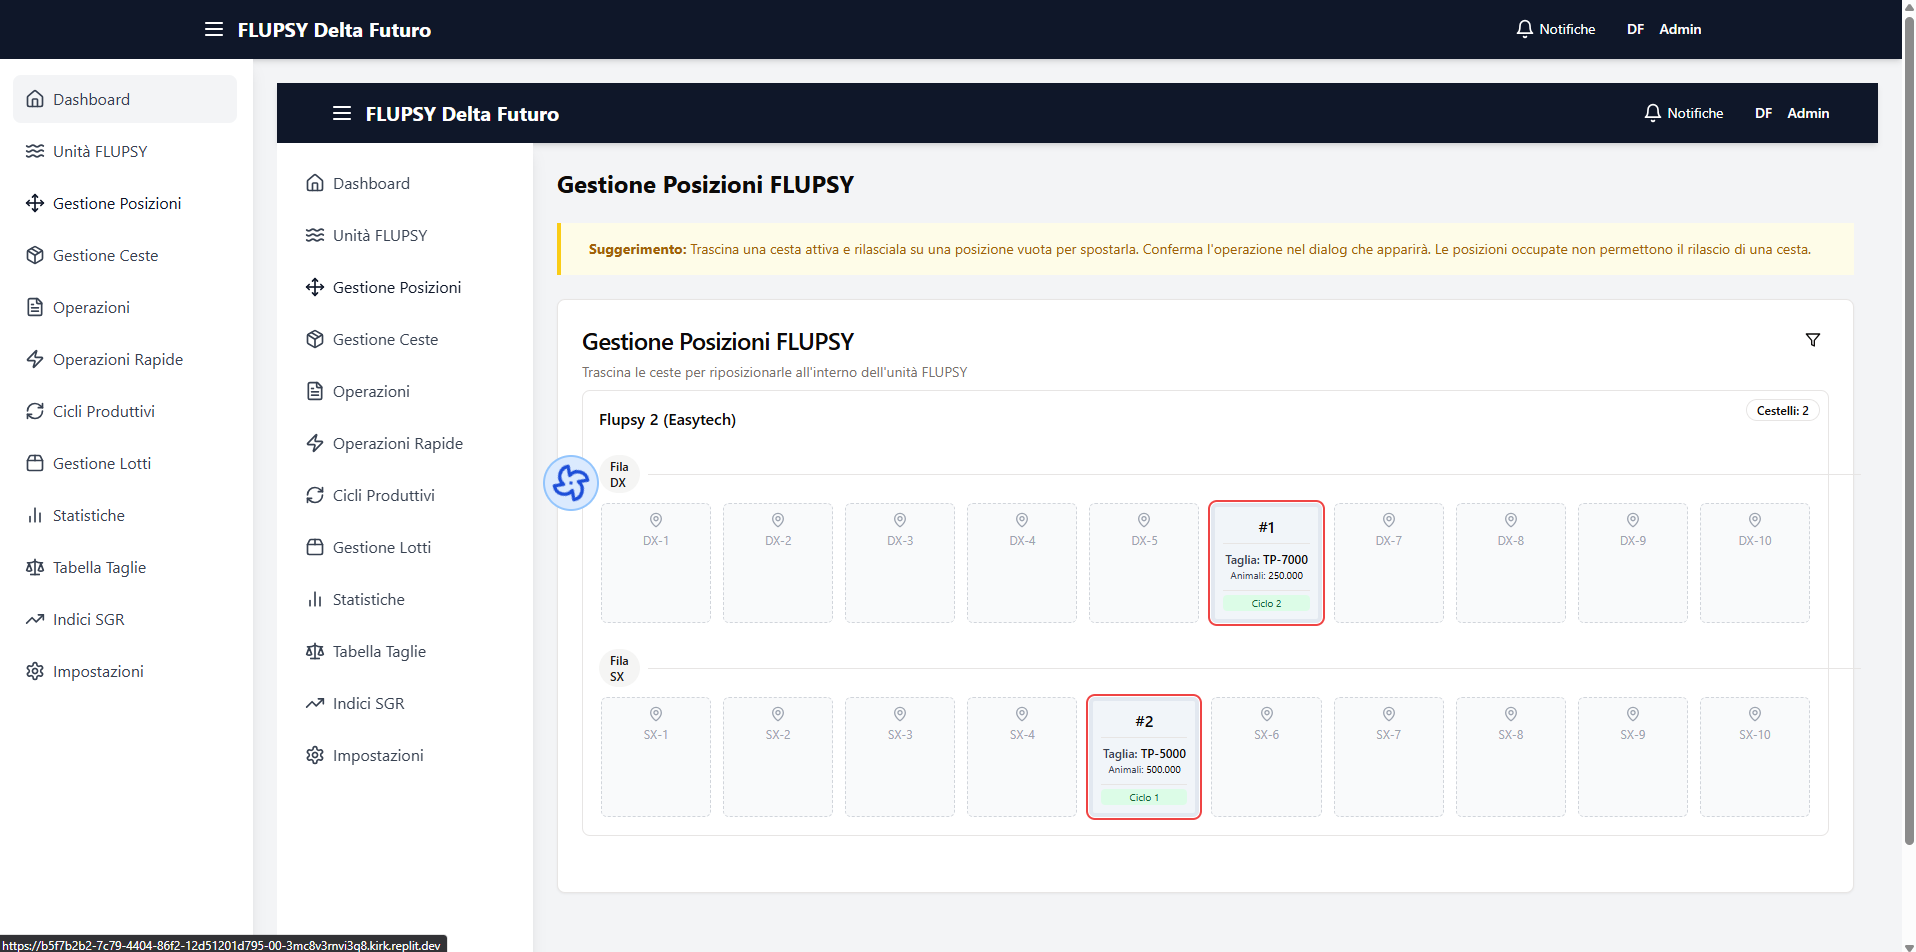 FLUPSY Delta Futuro
Notifiche
DF
Admin
Dashboard
Unità FLUPSY
Gestione Posizioni
Gestione Ceste
Operazioni
Operazioni Rapide
Cicli Produttivi
Gestione Lotti
Statistiche
Tabella Taglie
Indici SGR
Impostazioni
FLUPSY Delta Futuro
Notifiche
DF
Admin
Dashboard
Unità FLUPSY
Gestione Posizioni
Gestione Ceste
Operazioni
Operazioni Rapide
Cicli Produttivi
Gestione Lotti
Statistiche
Tabella Taglie
Indici SGR
Impostazioni
Gestione Posizioni FLUPSY
Suggerimento: Trascina una cesta attiva e rilasciala su una posizione vuota per spostarla. Conferma l'operazione nel dialog che apparirà. Le posizioni occupate non permettono il rilascio di una cesta.
Gestione Posizioni FLUPSY
Trascina le ceste per riposizionarle all'interno dell'unità FLUPSY
Flupsy 2 (Easytech)
Cestelli: 2
Fila
DX
DX-1
DX-2
DX-3
DX-4
DX-5
#1
Taglia: TP-7000
Animali: 250.000
Ciclo 2
DX-7
DX-8
DX-9
DX-10
Fila
SX
SX-1
SX-2
SX-3
SX-4
#2
Taglia: TP-5000
Animali: 500.000
Ciclo 1
SX-6
SX-7
SX-8
SX-9
SX-10
https://b5f7b2b2-7c79-4404-86f2-12d51201d795-00-3mc8v3rnvi3q8.kirk.replit.dev